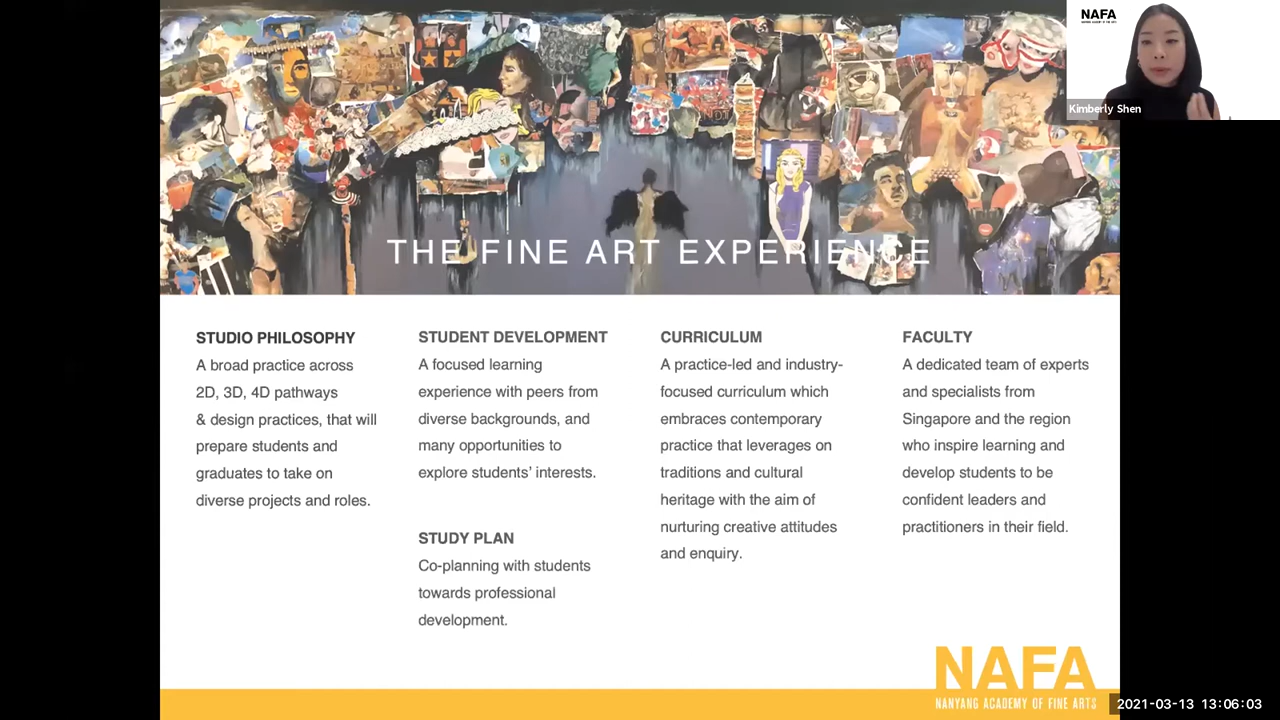 NAFA
Kimberly Shen
THE FINE ART EXPERIENCE
STUDIO PHILOSOPHY
A broad practice across
2D, 3D, 4D pathways
& design practices, that will
prepare students and
graduates to take on
diverse projects and roles.
STUDENT DEVELOPMENT
A focused learning
experience with peers from
diverse backgrounds, and
many opportunities to
explore students’ interests.
STUDY PLAN
Co-planning with students
towards professional
development.
CURRICULUM
A practice-led and industry-
focused curriculum which
embraces contemporary
practice that leverages on
traditions and cultural
heritage with the aim of
nurturing creative attitudes
and enquiry.
FACULTY
A dedicated team of experts
and specialists from
Singapore and the region
who inspire learning and
develop students to be
confident leaders and
practitioners in their field.
NAFA
NANYANG ACADEMY OF FINE ARTS
2021-03-13 13:06:03